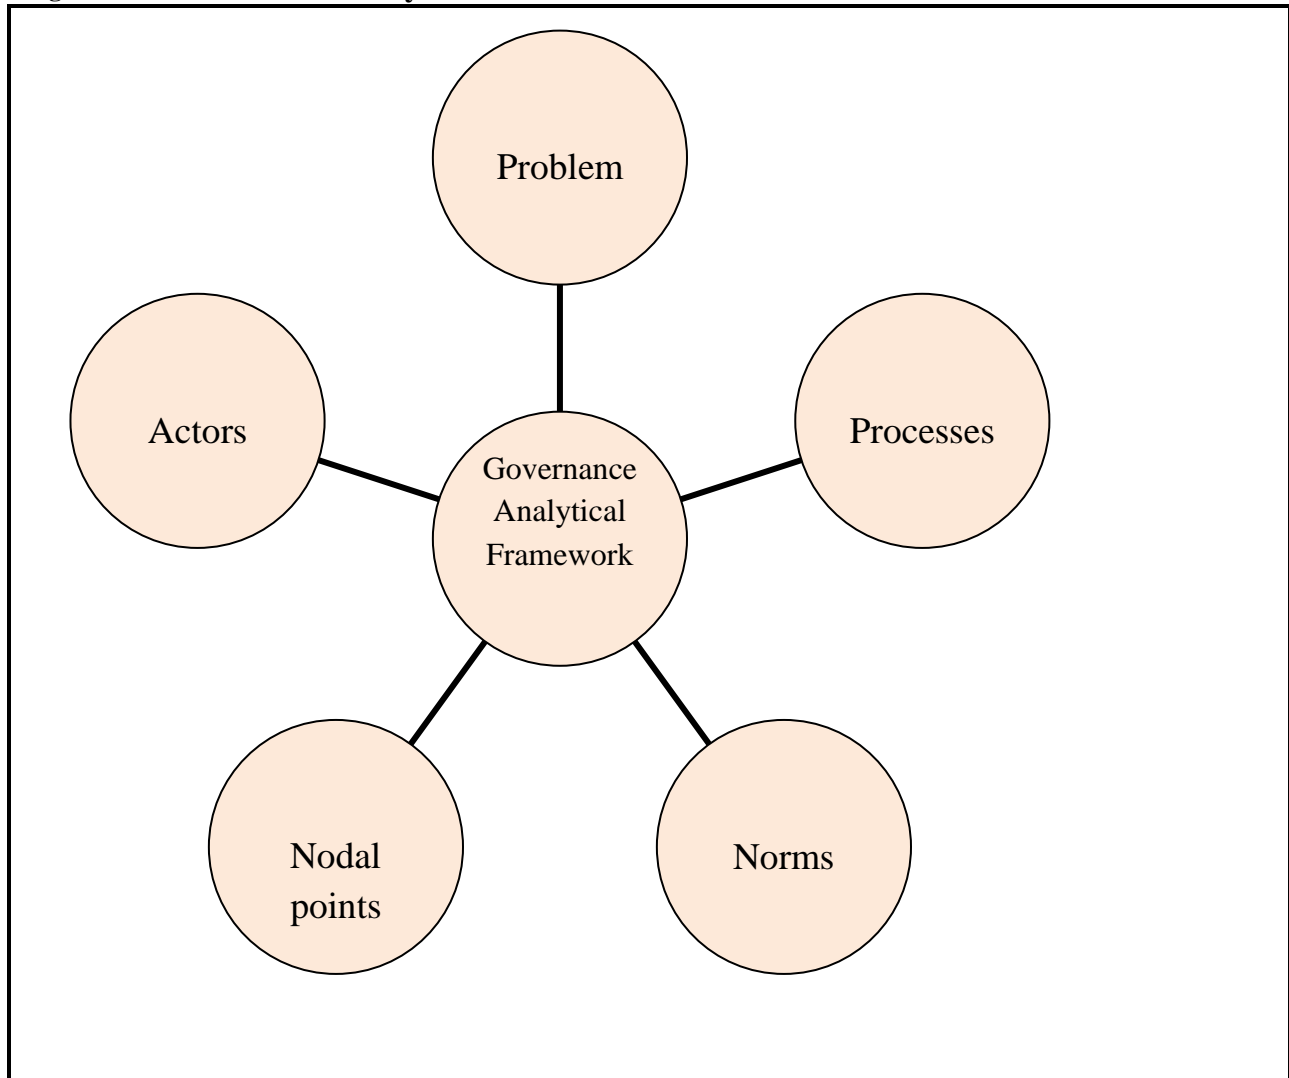 Problem
Actors
Processes
Governance
Analytical
Framework
Nodal
points
Norms